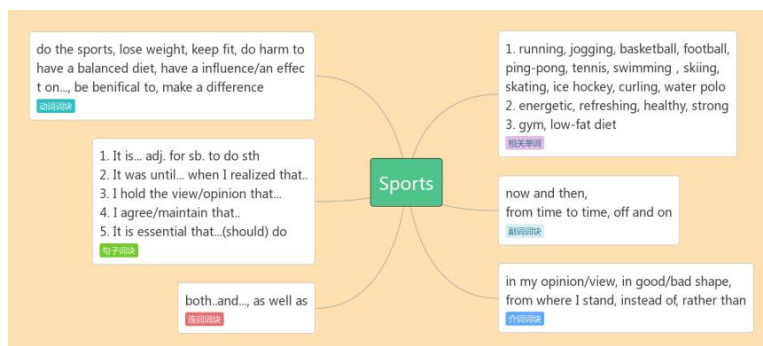 do the sports, lose weight, keep fit, do harm to
have a balanced diet, have a influence/an effec
t on..., be benifical to, make a difference
动词词块
1. It is... adj. for sb. to do sth
2. It was until... when I realized that..
3. I hold the view/opinion that...
4. I agree/maintain that..
5. It is essential that...(should) do
句子词块
both..and..., as well as
连词词块
Sports
1. running, jogging, basketball, football,
ping-pong, tennis, swimming , skiing,
skating, ice hockey, curling, water polo
2. energetic, refreshing, healthy, strong
3. gym, low-fat diet
相关单词
now and then,
from time to time, off and on
副词词块
in my opinion/view, in good/bad shape,
from where I stand, instead of, rather than
介词词块